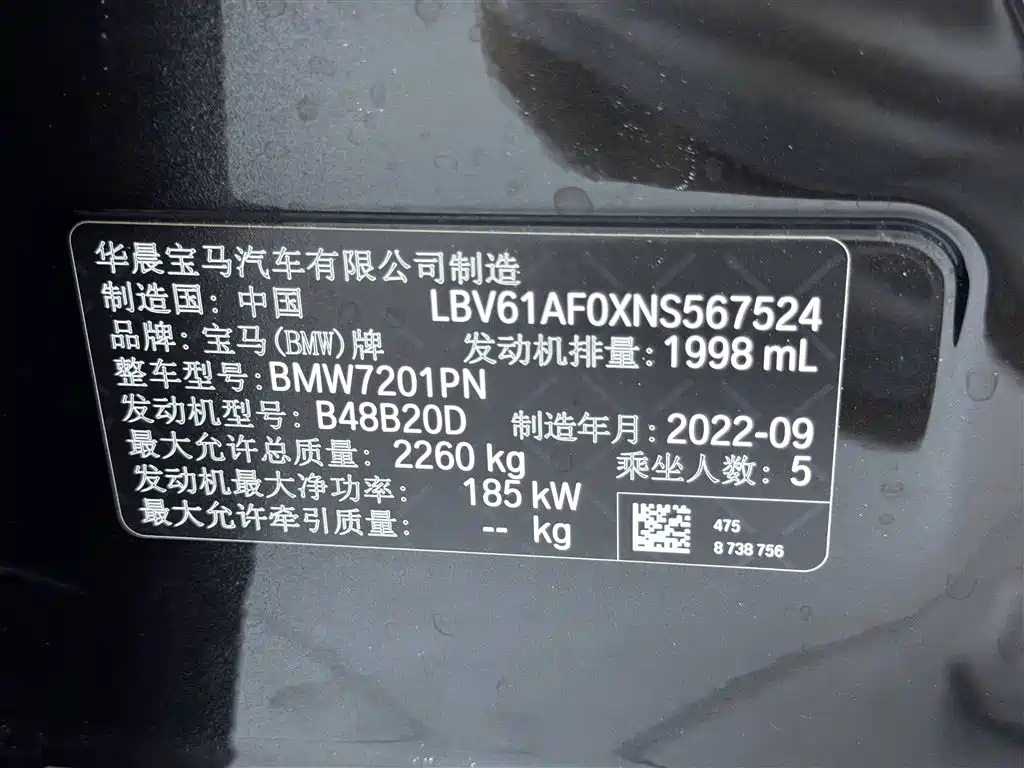 华晨宝马汽车有限公司制造
制造国: 中国 LBV61AF0XNS567524
品牌: 宝马(BMW)牌 发动机排量: 1998 mL
整车型号: BMW7201PN
发动机型号: B48B20D 制造年月: 2022-09
最大允许总质量: 2260 kg 乘坐人数: 5
发动机最大净功率: 185 kW
最大允许牵引质量: -- kg
475
8 738 756